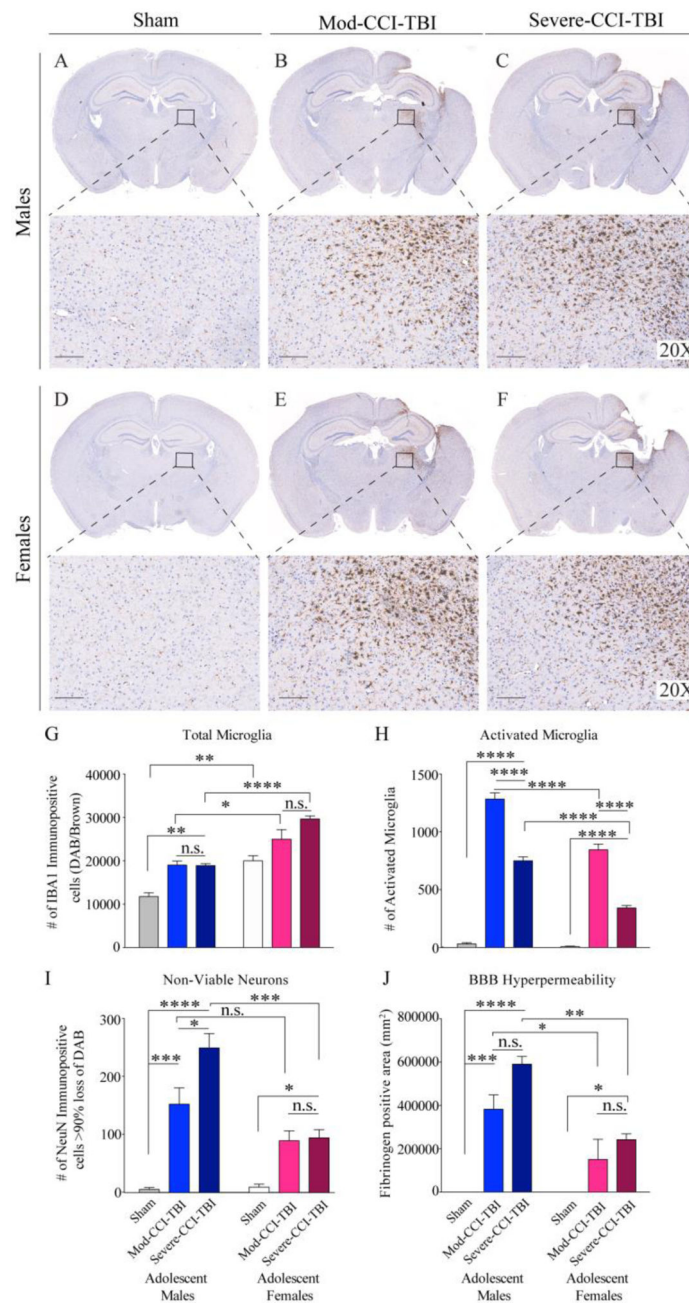 Sham Mod-CCI-TBI Severe-CCI-TBI
Males
A B C
20X
Females
D E F
20X
G Total Microglia
# of IBA1 Immunopositive
cells (DAB/Brown)
40000
30000
20000
10000
0
**
* ****
** n.s.
n.s.
H Activated Microglia
# of Activated Microglia
1500
1000
500
0
****
****
****
**** ****
****
I Non-Viable Neurons
# of NeuN Immunopositive
cells >90% loss of DAB
300
200
100
0
**** ***
n.s.
*
***
*
n.s.
Sham
Mod-CCI-TBI
Severe-CCI-TBI
Sham
Mod-CCI-TBI
Severe-CCI-TBI
Adolescent
Males
Adolescent
Females
J BBB Hyperpermeability
Fibrinogen positive area (mm²)
800000
600000
400000
200000
0
****
**
n.s. *
***
*
n.s.
Sham
Mod-CCI-TBI
Severe-CCI-TBI
Sham
Mod-CCI-TBI
Severe-CCI-TBI
Adolescent
Males
Adolescent
Females